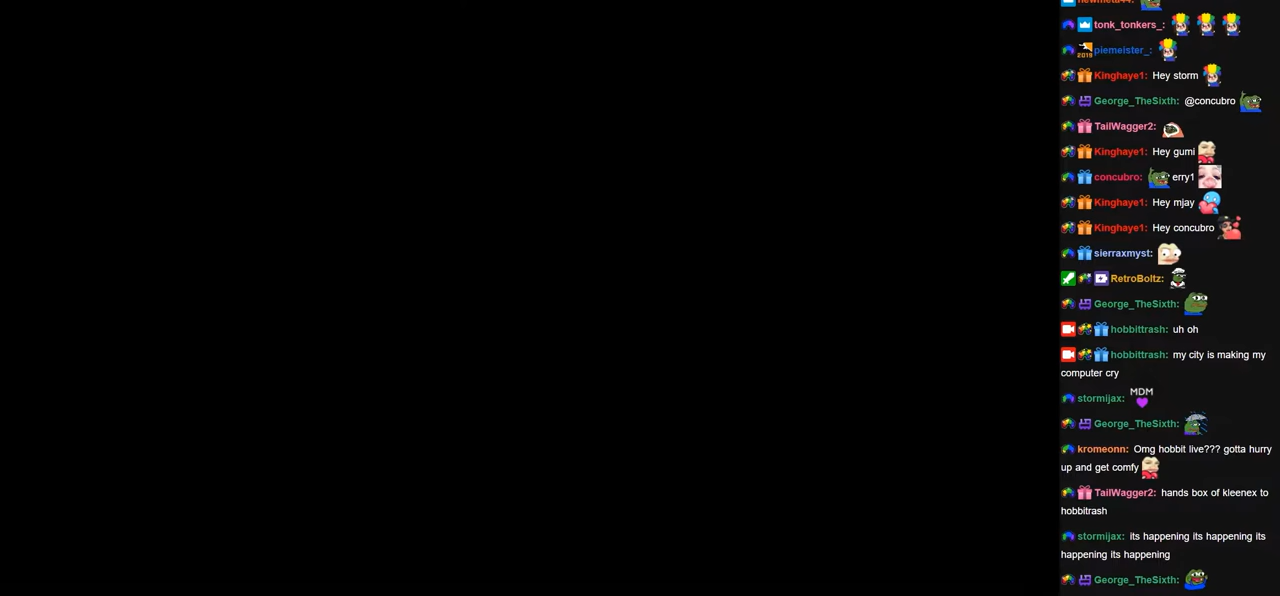 newmeta44:
tonk_tonkers_:
2019 piemeister_:
Kinghaye1: Hey storm
George_TheSixth: @concubro
TailWagger2:
Kinghaye1: Hey gumi
concubro: erry1
Kinghaye1: Hey mjay
Kinghaye1: Hey concubro
sierraxmyst:
RetroBoltz:
George_TheSixth:
hobbittrash: uh oh
hobbittrash: my city is making my
computer cry
stormijax: MDM
George_TheSixth:
kromeonn: Omg hobbit live??? gotta hurry
up and get comfy
TailWagger2: hands box of kleenex to
hobbitrash
stormijax: its happening its happening its
happening its happening
George_TheSixth: